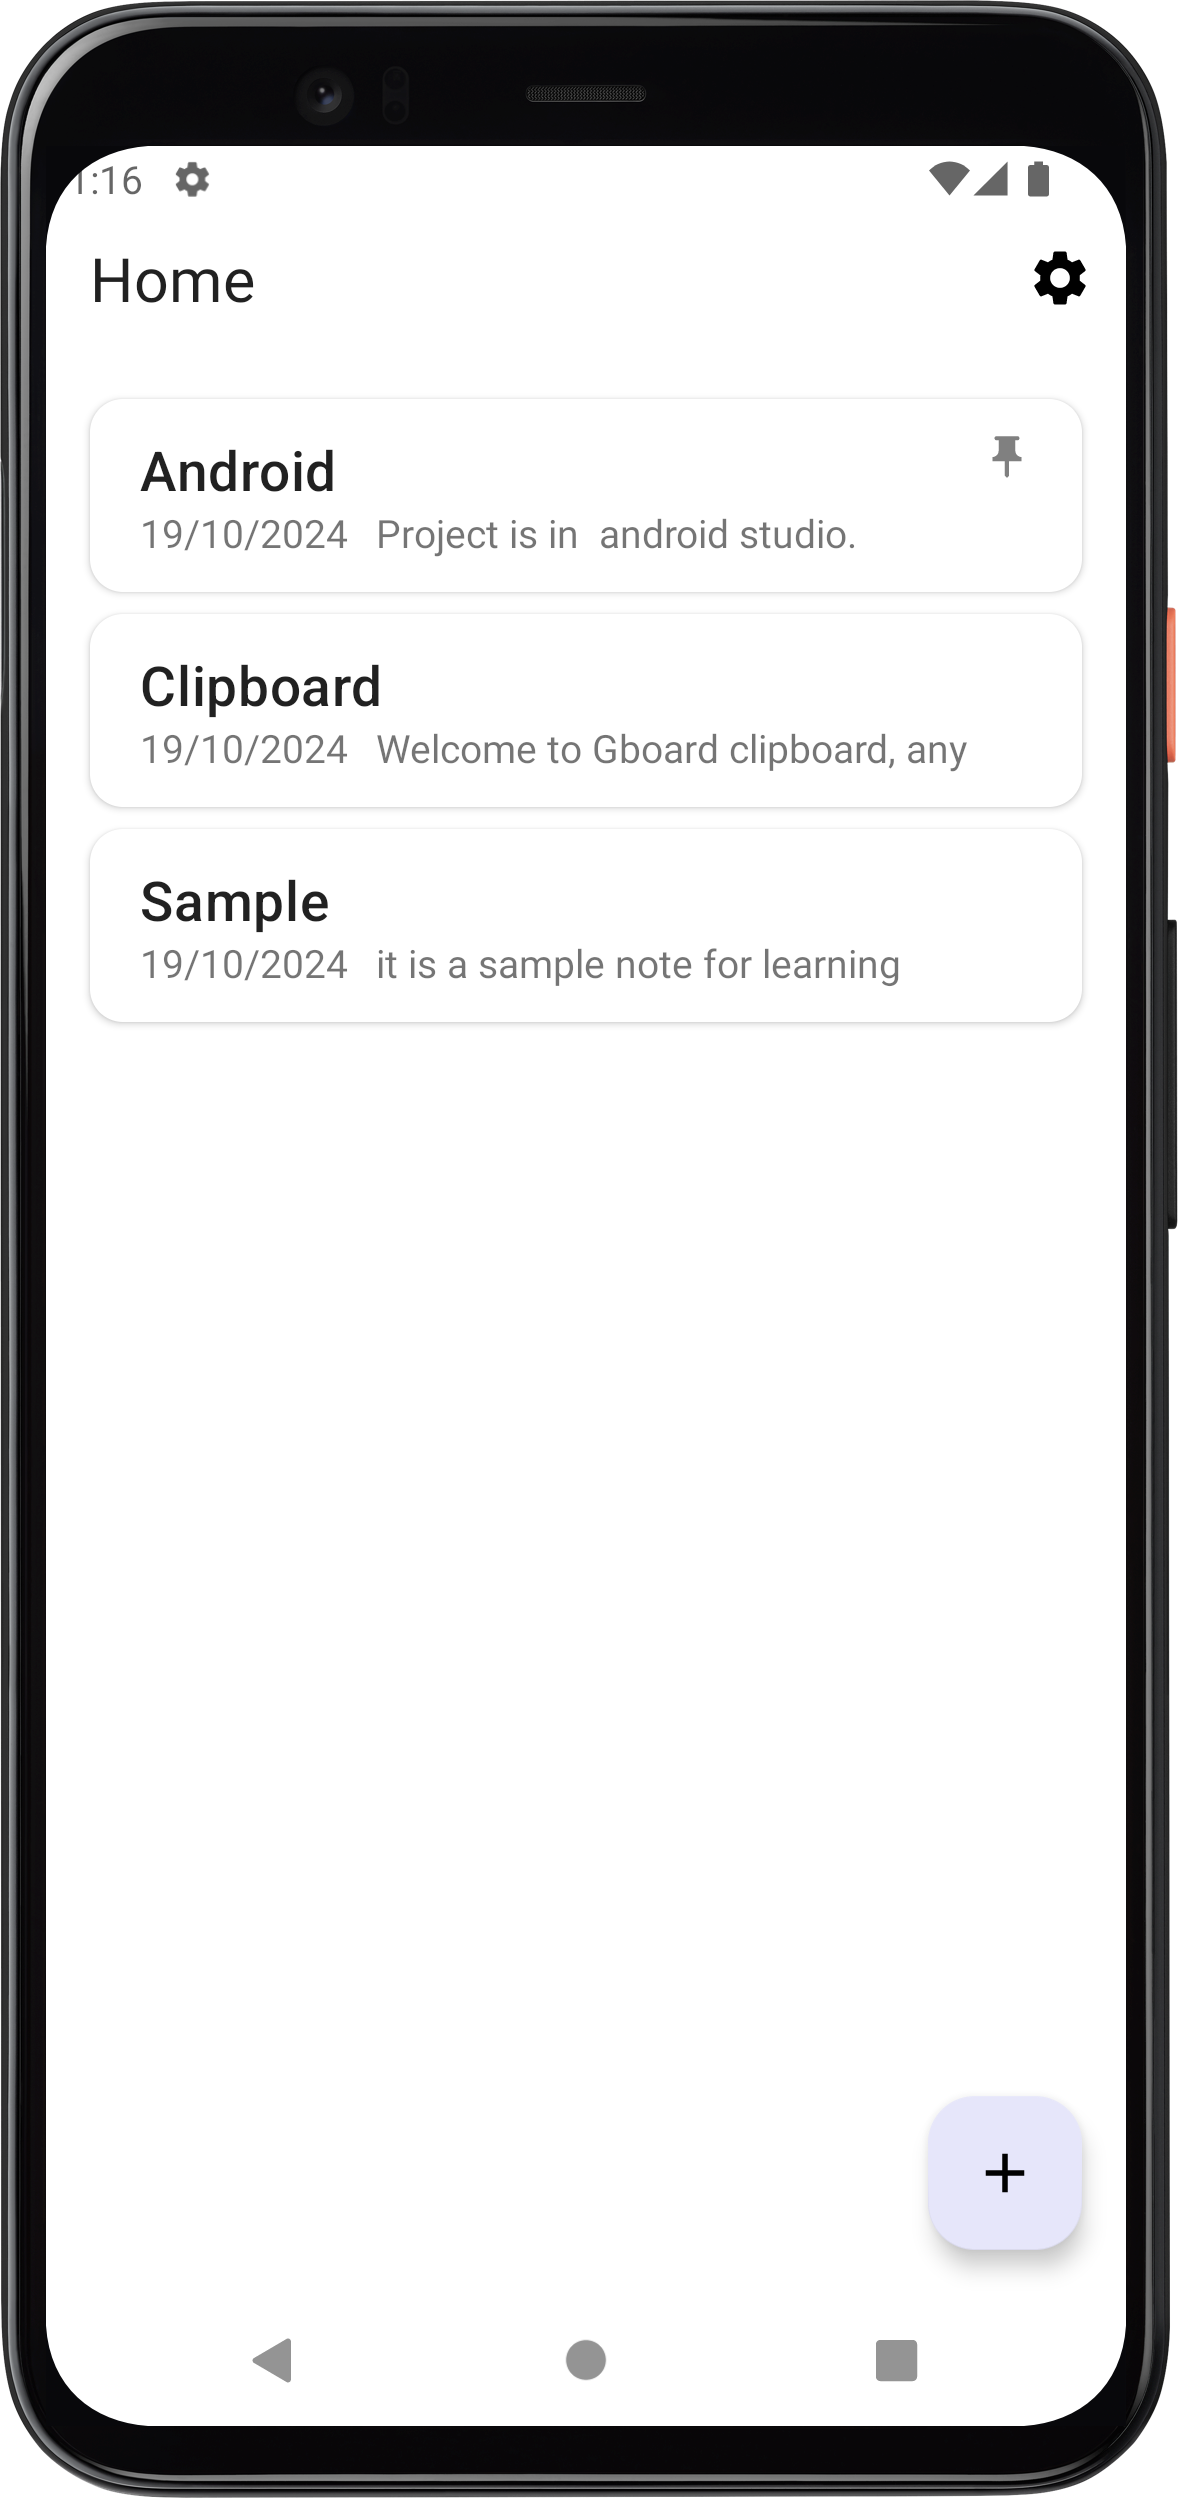 1:16
Home
Android
19/10/2024 Project is in  android studio.
Clipboard
19/10/2024 Welcome to Gboard clipboard, any
Sample
19/10/2024 it is a sample note for learning